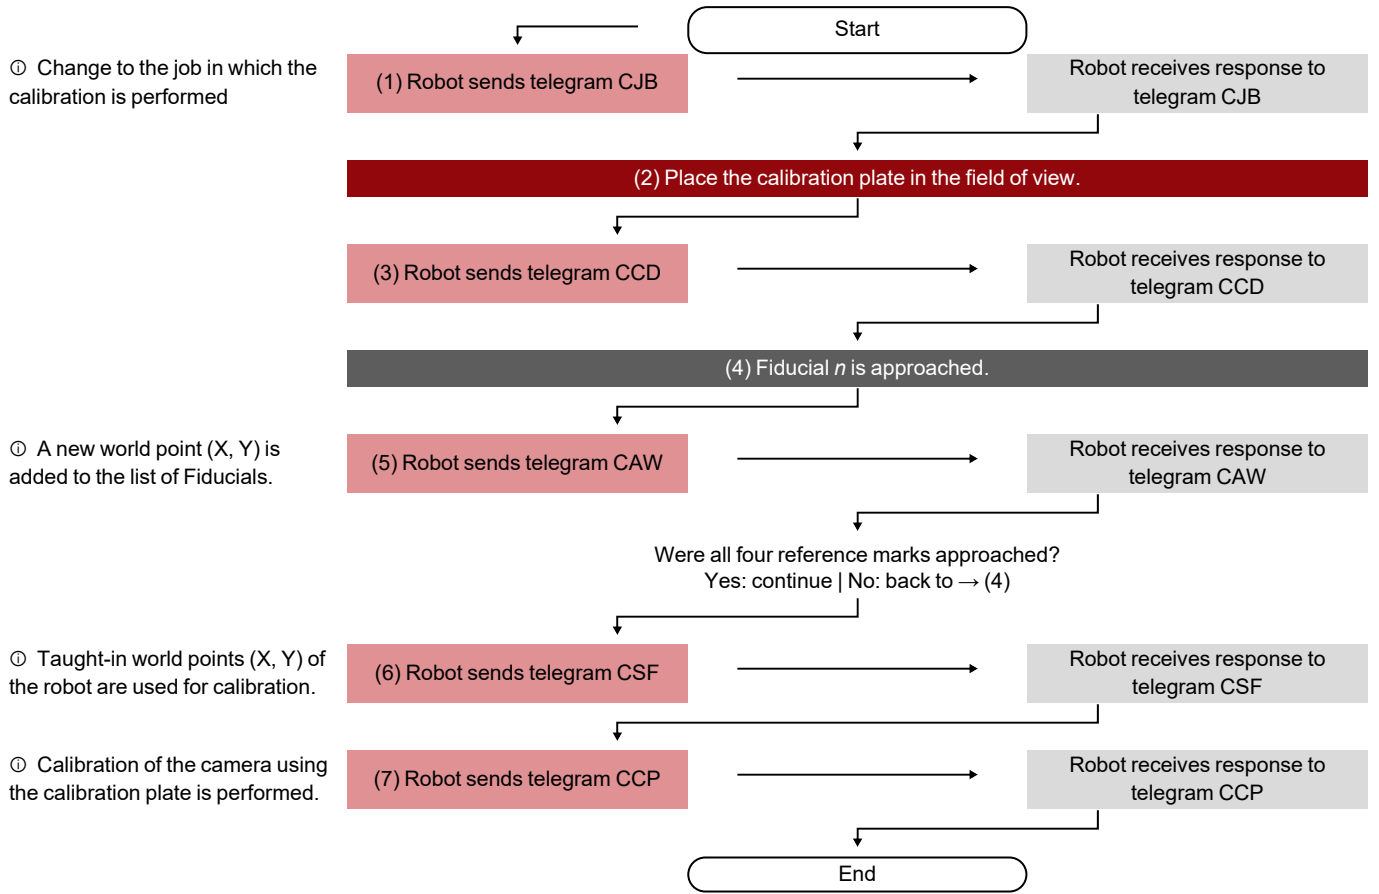 Start
ⓘ Change to the job in which the
calibration is performed
(1) Robot sends telegram CJB
Robot receives response to
telegram CJB
(2) Place the calibration plate in the field of view.
(3) Robot sends telegram CCD
Robot receives response to
telegram CCD
(4) Fiducial n is approached.
ⓘ A new world point (X, Y) is
added to the list of Fiducials.
(5) Robot sends telegram CAW
Robot receives response to
telegram CAW
Were all four reference marks approached?
Yes: continue | No: back to → (4)
ⓘ Taught-in world points (X, Y) of
the robot are used for calibration.
(6) Robot sends telegram CSF
Robot receives response to
telegram CSF
ⓘ Calibration of the camera using
the calibration plate is performed.
(7) Robot sends telegram CCP
Robot receives response to
telegram CCP
End